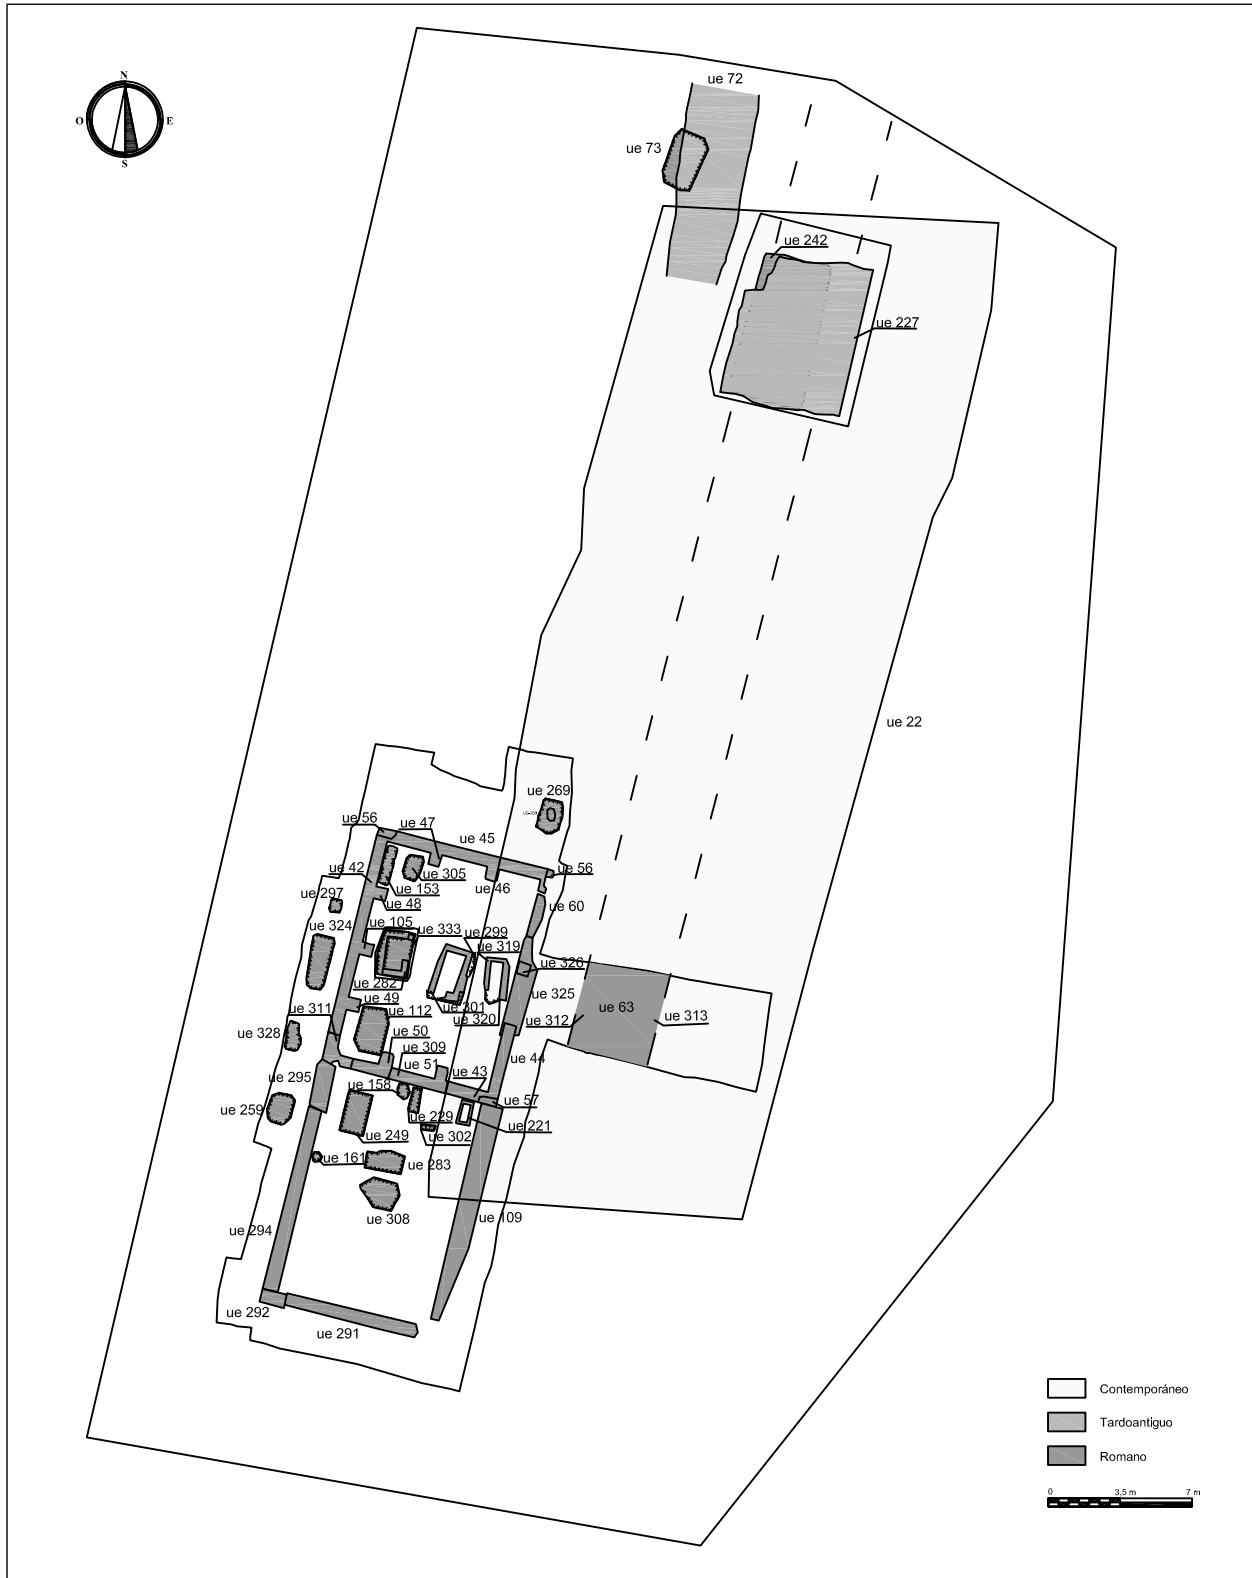 N
O
E
S
ue 72
ue 73
ue 242
ue 227
ue 22
ue 269
ue 56
ue 47
ue 45
ue 42
ue 305
ue 56
ue 153
ue 46
ue 297
ue 48
ue 60
ue 324
ue 105
ue 333
ue 299
ue 319
ue 326
ue 282
ue 325
ue 311
ue 49
ue 301
ue 63
ue 112
ue 320
ue 312
ue 313
ue 328
ue 50
ue 309
ue 44
ue 51
ue 295
ue 43
ue 158
ue 259
ue 57
ue 229
ue 221
ue 249
ue 302
ue 161
ue 283
ue 308
ue 109
ue 294
ue 292
ue 291
Contemporáneo
Tardoantiguo
Romano
0 3,5 m 7 m